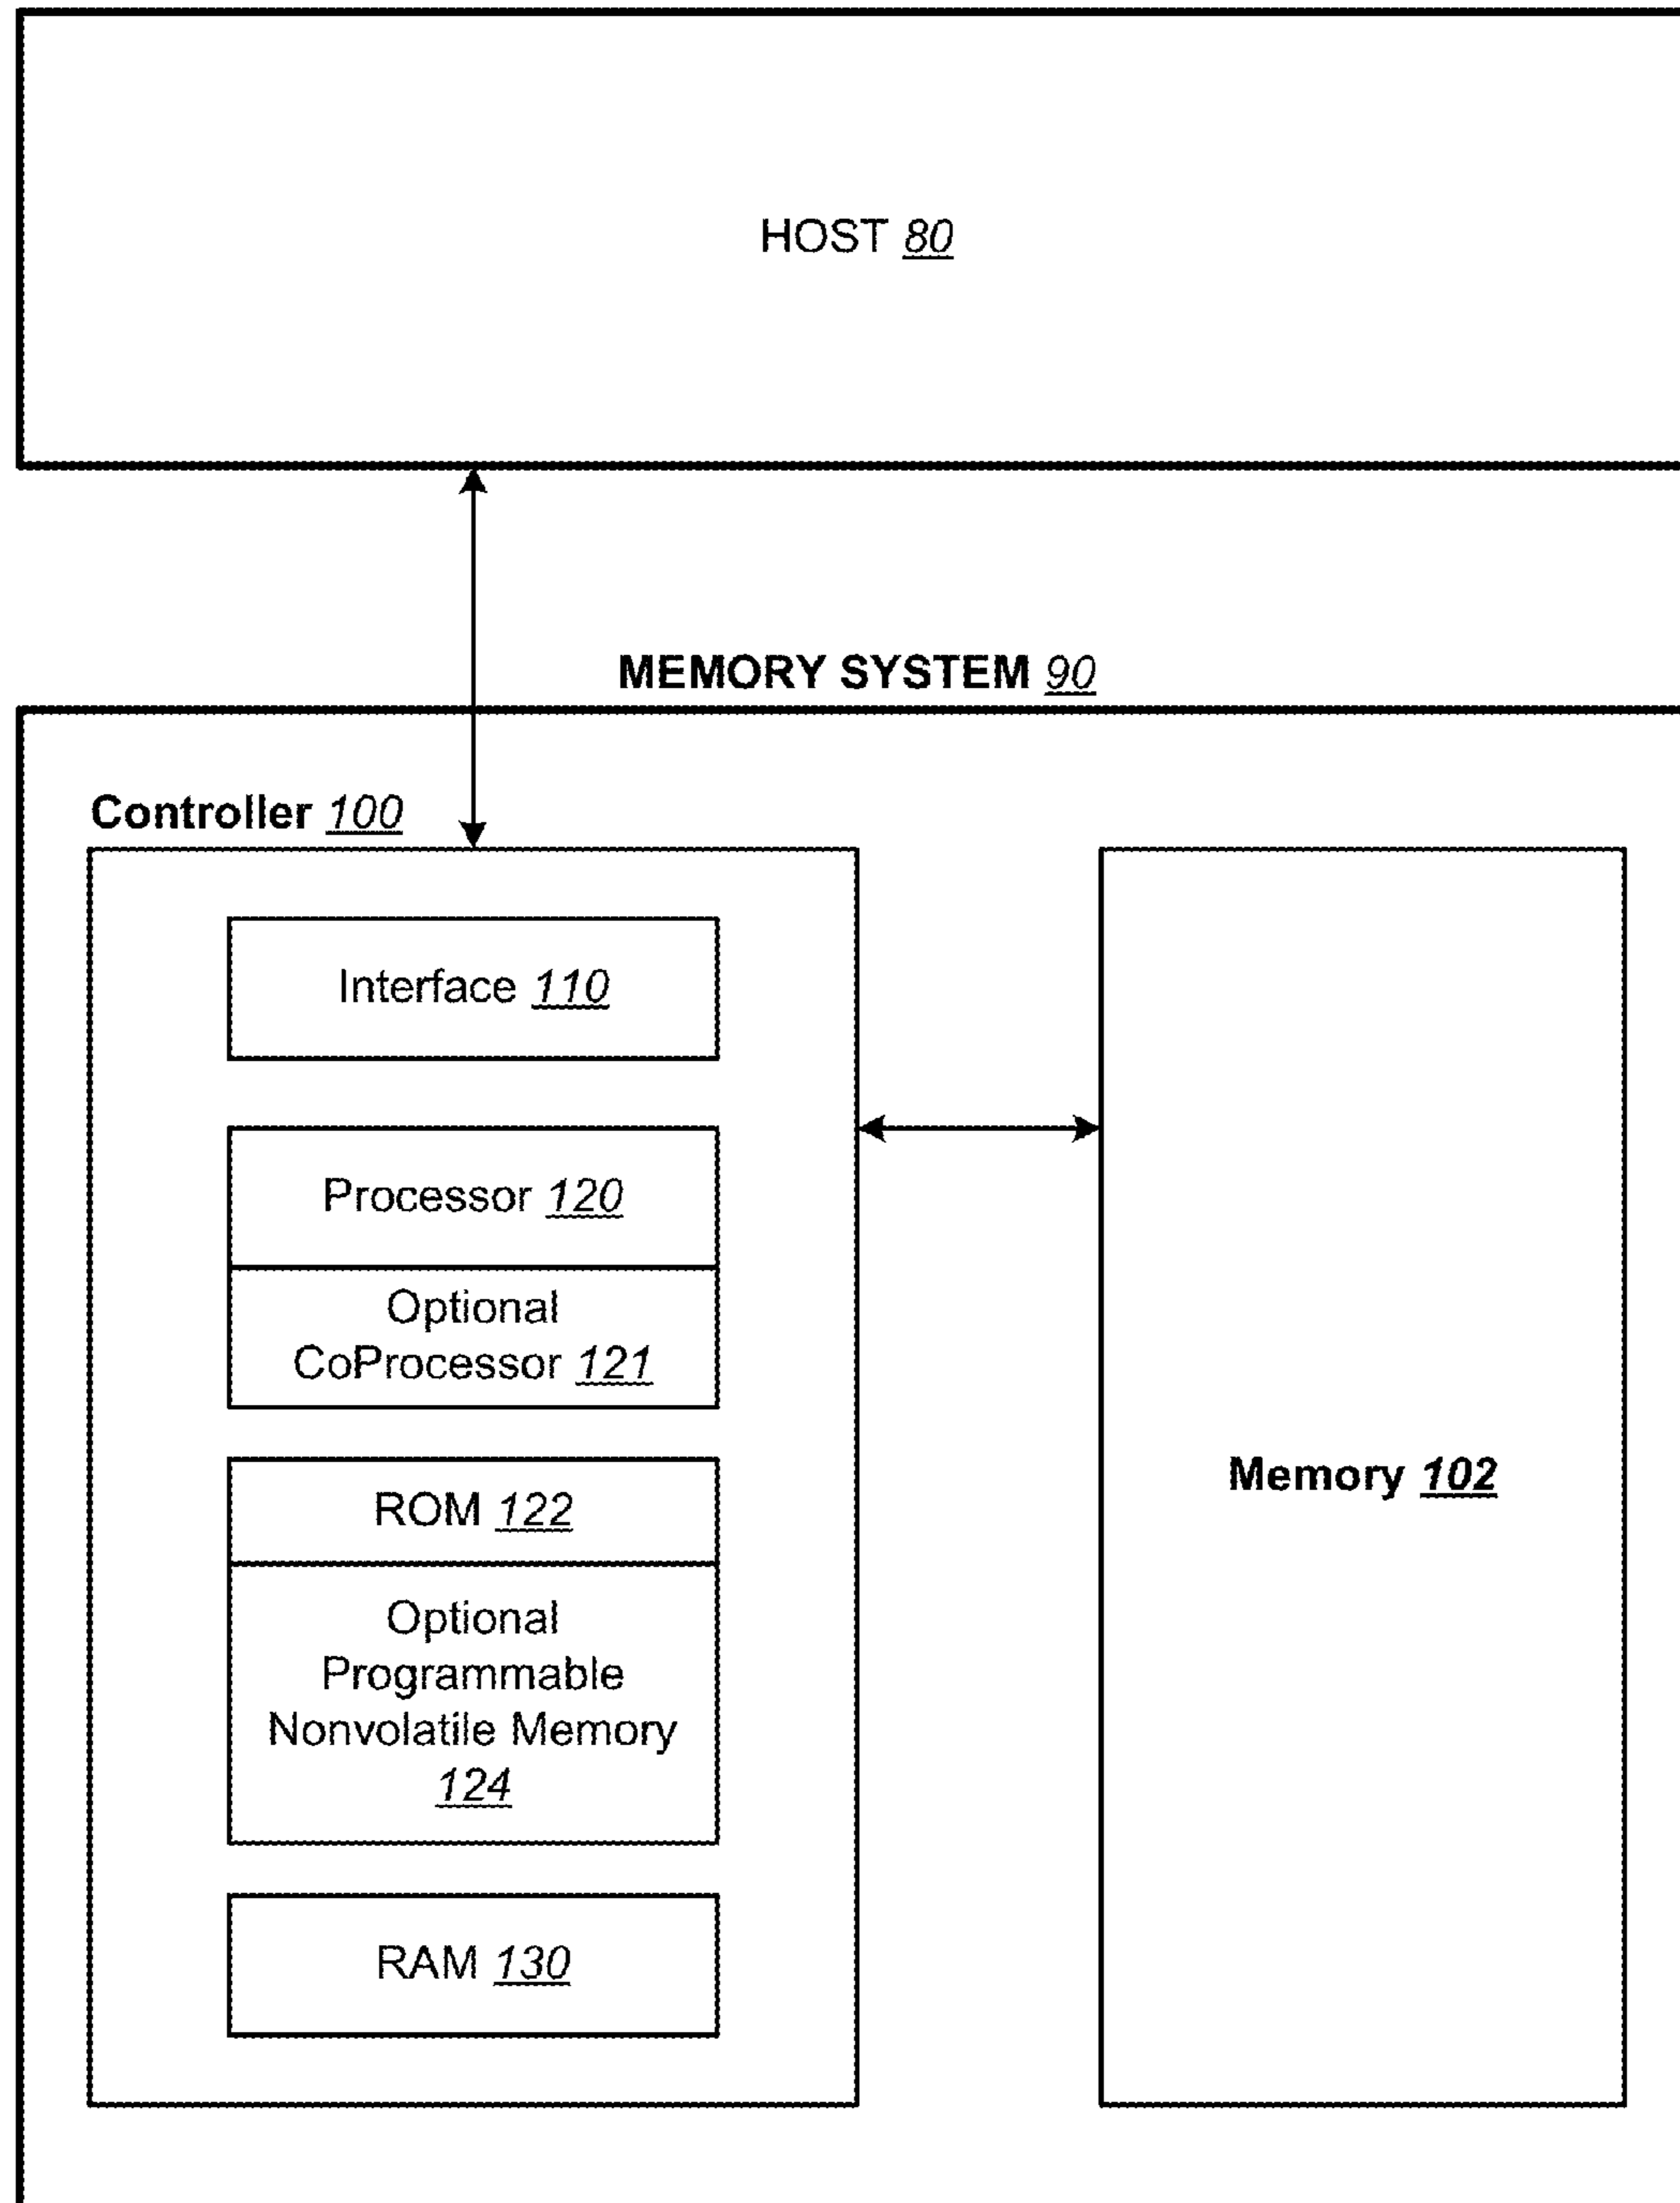 HOST 80
MEMORY SYSTEM 90
Controller 100
Interface 110
Processor 120
Optional
CoProcessor 121
ROM 122
Optional
Programmable
Nonvolatile Memory
124
RAM 130
Memory 102